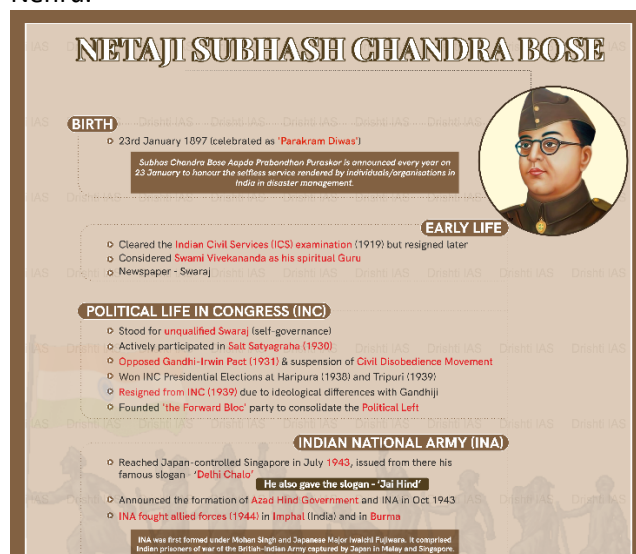 Nehru.
NETAJI SUBHASH CHANDRA BOSE
BIRTH
23rd January 1897 (celebrated as 'Parakram Diwas')
Subhas Chandra Bose Aapda Prabandhan Puraskar is announced every year on
23 January to honour the selfless service rendered by individuals/organisations in
India in disaster management.
EARLY LIFE
Cleared the Indian Civil Services (ICS) examination (1919) but resigned later
Considered Swami Vivekananda as his spiritual Guru
Newspaper - Swaraj
POLITICAL LIFE IN CONGRESS (INC)
Stood for unqualified Swaraj (self-governance)
Actively participated in Salt Satyagraha (1930)
Opposed Gandhi-Irwin Pact (1931) & suspension of Civil Disobedience Movement
Won INC Presidential Elections at Haripura (1938) and Tripuri (1939)
Resigned from INC (1939) due to ideological differences with Gandhiji
Founded 'the Forward Bloc' party to consolidate the Political Left
INDIAN NATIONAL ARMY (INA)
Reached Japan-controlled Singapore in July 1943, issued from there his
famous slogan - 'Delhi Chalo'
He also gave the slogan - 'Jai Hind'
Announced the formation of Azad Hind Government and INA in Oct 1943
INA fought allied forces (1944) in Imphal (India) and in Burma
INA was first formed under Mohan Singh and Japanese Major Iwaichi Fujiwara. It comprised
Indian prisoners of war of the British-Indian Army captured by Japan in Malay and Singapore.